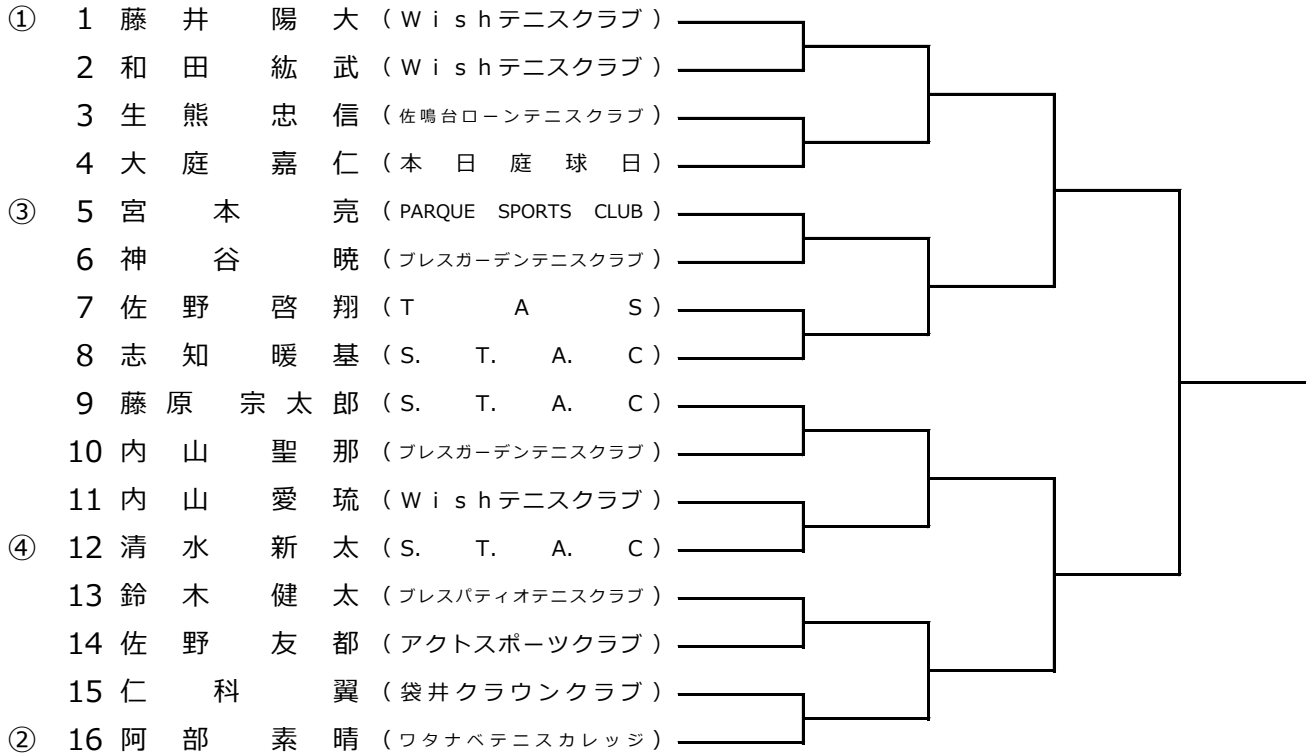 ① 1 藤井 陽大 (Ｗｉｓｈテニスクラブ)
2 和田 紘武 (Ｗｉｓｈテニスクラブ)
3 生熊 忠信 (佐鳴台ローンテニスクラブ)
4 大庭 嘉仁 (本日庭球日)
③ 5 宮本 亮 (PARQUE SPORTS CLUB)
6 神谷 暁 (ブレスガーデンテニスクラブ)
7 佐野 啓翔 (T A S)
8 志知 暖基 (S. T. A. C)
9 藤原 宗太郎 (S. T. A. C)
10 内山 聖那 (ブレスガーデンテニスクラブ)
11 内山 愛琉 (Ｗｉｓｈテニスクラブ)
④ 12 清水 新太 (S. T. A. C)
13 鈴木 健太 (ブレスパティオテニスクラブ)
14 佐野 友都 (アクトスポーツクラブ)
15 仁科 翼 (袋井クラウンクラブ)
② 16 阿部 素晴 (ワタナベテニスカレッジ)